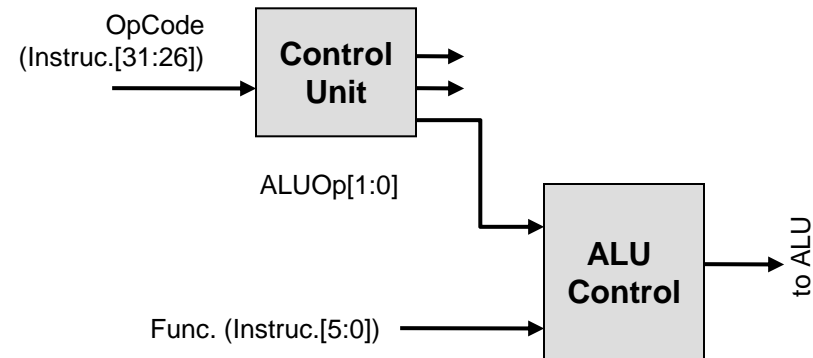 OpCode
(Instruc.[31:26])
Control
Unit
ALUOp[1:0]
ALU
Control
to ALU
Func. (Instruc.[5:0])